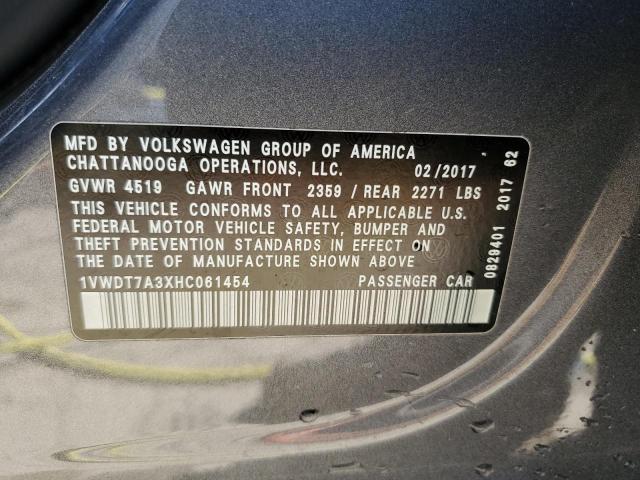 MFD BY VOLKSWAGEN GROUP OF AMERICA
CHATTANOOGA OPERATIONS, LLC. 02/2017
GVWR 4519 GAWR FRONT 2359 / REAR 2271 LBS
THIS VEHICLE CONFORMS TO ALL APPLICABLE U.S.
FEDERAL MOTOR VEHICLE SAFETY, BUMPER AND
THEFT PREVENTION STANDARDS IN EFFECT ON
THE DATE OF MANUFACTURE SHOWN ABOVE
1VWDT7A3XHC061454 PASSENGER CAR
0829401 2017 62